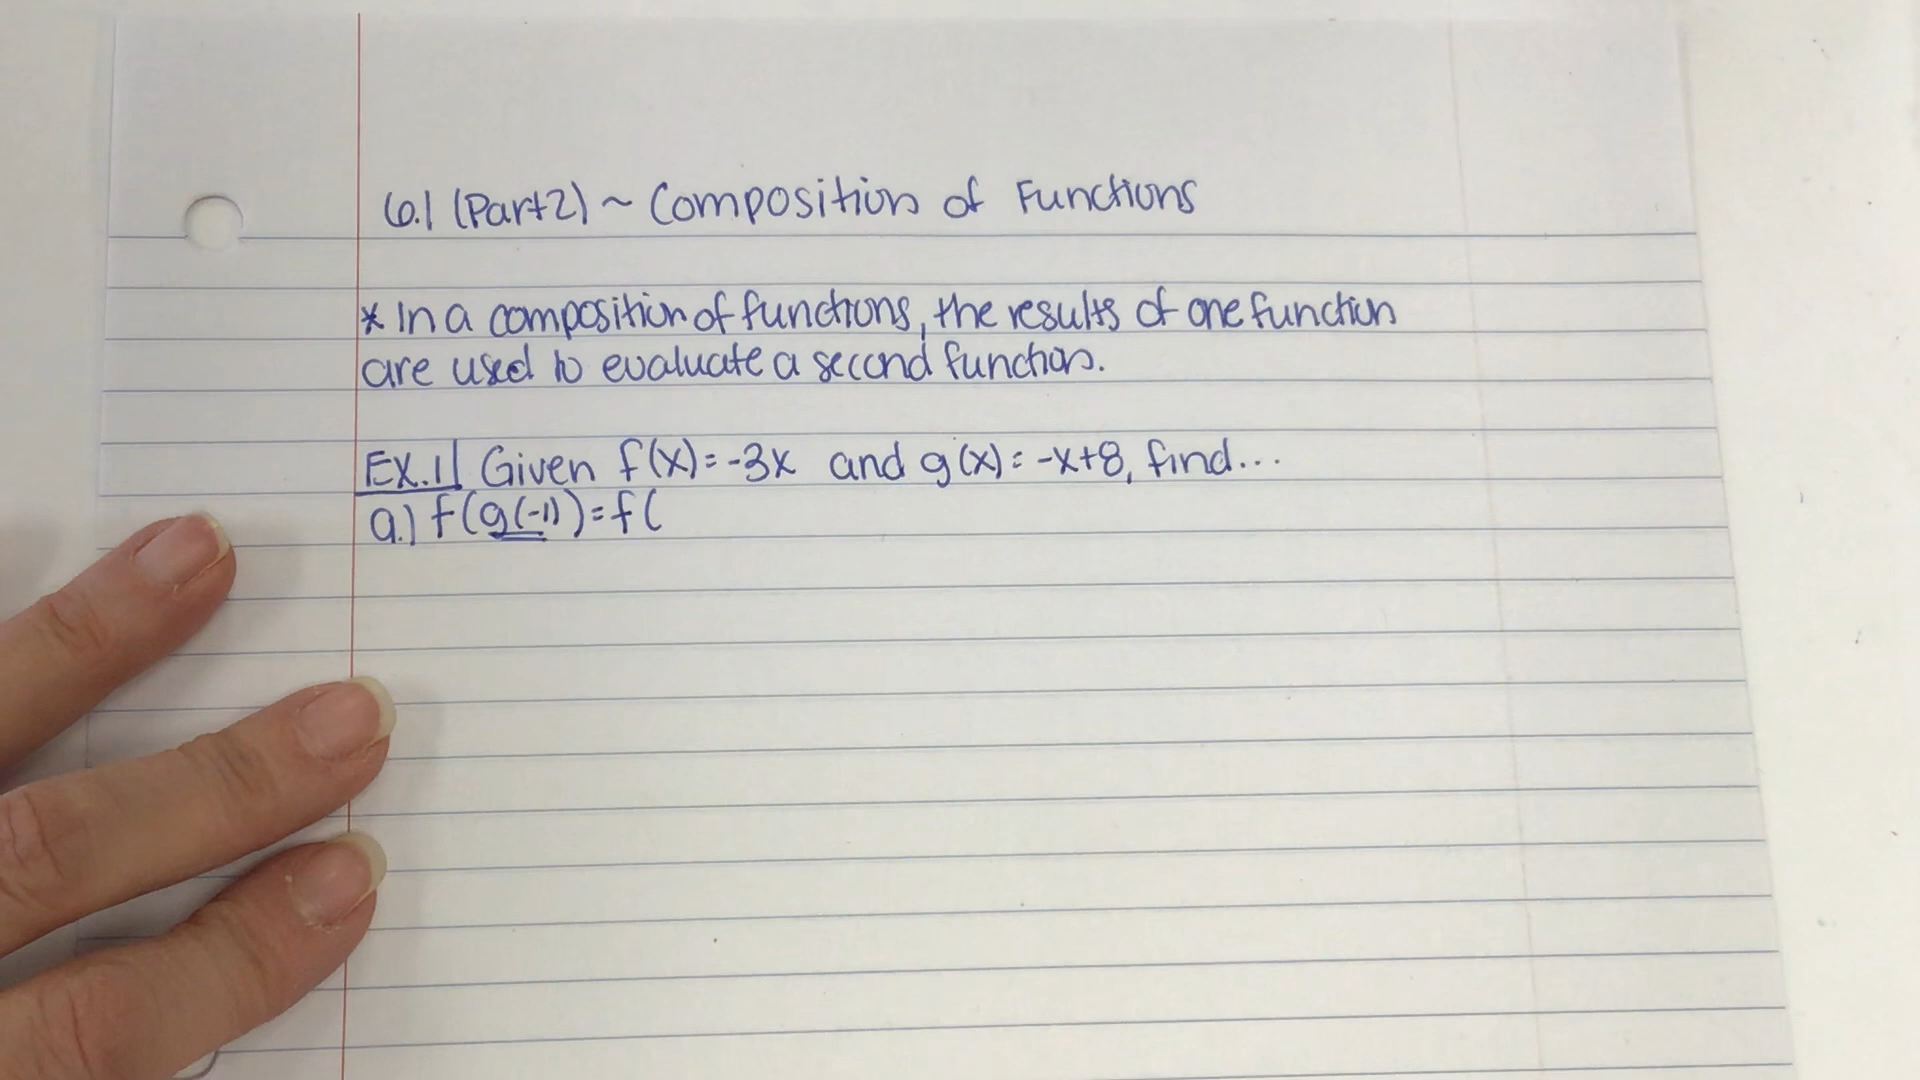 6.1 (Part 2) ~ Composition of Functions
* In a composition of functions, the results of one function
are used to evaluate a second function.
EX.1 Given f(x)=-3x and g(x)=-x+8, find...
a.) f(g(-1))=f(